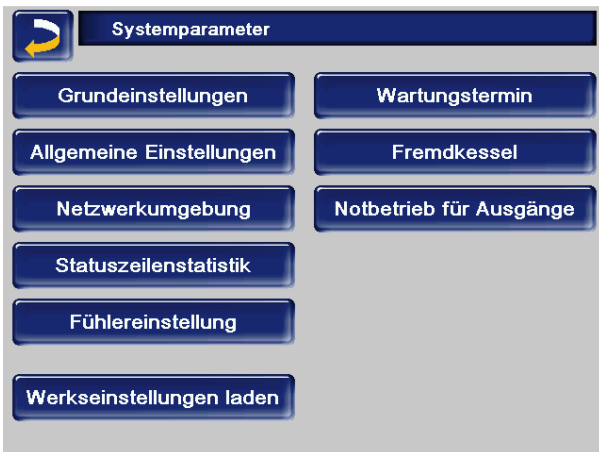 Systemparameter
Grundeinstellungen
Wartungstermin
Allgemeine Einstellungen
Fremdkessel
Netzwerkumgebung
Notbetrieb für Ausgänge
Statuszeilenstatistik
Fühlereinstellung
Werkseinstellungen laden